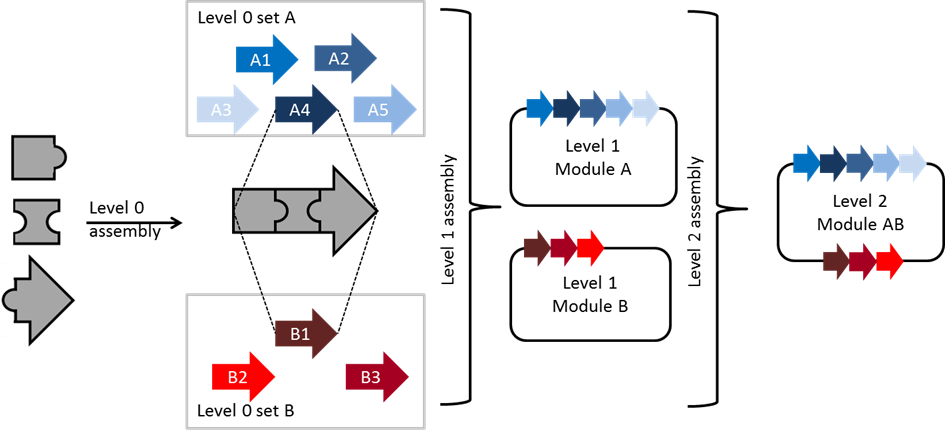 Level 0 set A
A1
A2
A3
A4
A5
Level 0
assembly
B1
B2
B3
Level 0 set B
Level 1 assembly
Level 1
Module A
Level 1
Module B
Level 2 assembly
Level 2
Module AB